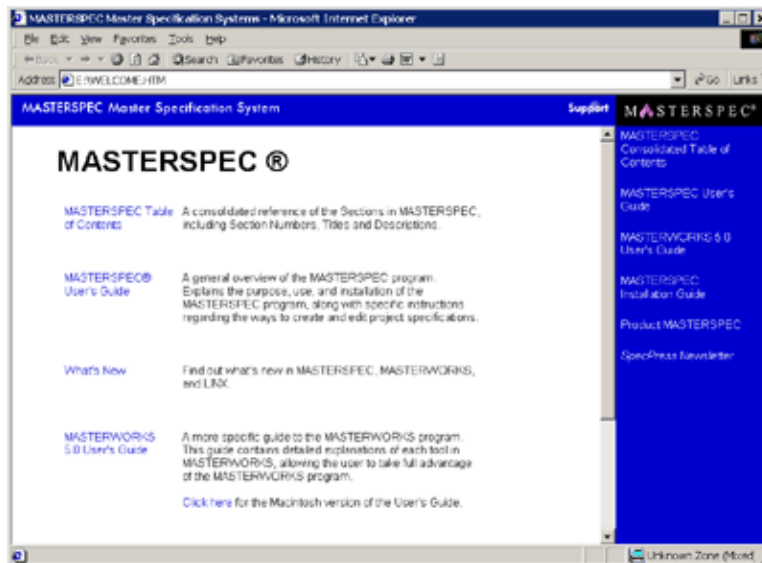 MASTERSPEC Master Specification Systems - Microsoft Internet Explorer
File Edit View Favorites Tools Help
Back Search Favorites History
Address E:\WELCOME.HTM Go Links
MASTERSPEC Master Specification System Support MASTERSPEC®
MASTERSPEC ®
MASTERSPEC Table of Contents
A consolidated reference of the Sections in MASTERSPEC,
including Section Numbers, Titles and Descriptions.
MASTERSPEC®
User's Guide
A general overview of the MASTERSPEC program.
Explains the purpose, use, and installation of the
MASTERSPEC program, along with specific instructions
regarding the ways to create and edit project specifications.
What's New
Find out what's new in MASTERSPEC, MASTERWORKS,
and LINX.
MASTERWORKS
5.0 User's Guide
A more specific guide to the MASTERWORKS program.
This guide contains detailed explanations of each tool in
MASTERWORKS, allowing the user to take full advantage
of the MASTERWORKS program.
Click here for the Macintosh version of the User's Guide.
MASTERSPEC
Consolidated Table of
Contents
MASTERSPEC User's
Guide
MASTERWORKS 5.0
User's Guide
MASTERSPEC
Installation Guide
Product MASTERSPEC
SpecPress Newsletter
Unknown Zone (Mixed)